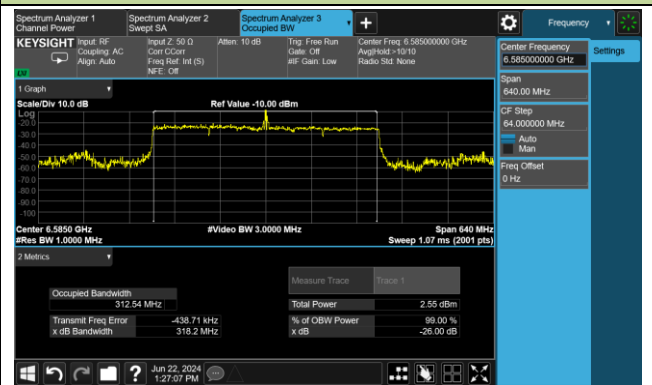 Spectrum Analyzer 1
Channel Power
Spectrum Analyzer 2
Swept SA
Spectrum Analyzer 3
Occupied BW
+
Frequency
KEYSIGHT
Input: RF
Coupling: AC
Align: Auto
Input Z: 50 Ω
Corr CCorr
Freq Ref: Int (S)
NFE: Off
Atten: 10 dB
Trig: Free Run
Gate: Off
#IF Gain: Low
Center Freq: 6.585000000 GHz
Avg|Hold:>10/10
Radio Std: None
Center Frequency
6.585000000 GHz
Settings
Span
640.00 MHz
CF Step
64.000000 MHz
Auto
Man
Freq Offset
0 Hz
1 Graph
Scale/Div 10.0 dB
Ref Value -10.00 dBm
Log
-20.0
-30.0
-40.0
-50.0
-60.0
-70.0
-80.0
-90.0
-100
Center 6.5850 GHz
#Video BW 3.0000 MHz
Span 640 MHz
#Res BW 1.0000 MHz
Sweep 1.07 ms (2001 pts)
2 Metrics
Measure Trace
Trace 1
Occupied Bandwidth
312.54 MHz
Total Power
2.55 dBm
Transmit Freq Error
-438.71 kHz
% of OBW Power
99.00 %
x dB Bandwidth
318.2 MHz
x dB
-26.00 dB
?
Jun 22, 2024
1:27:07 PM